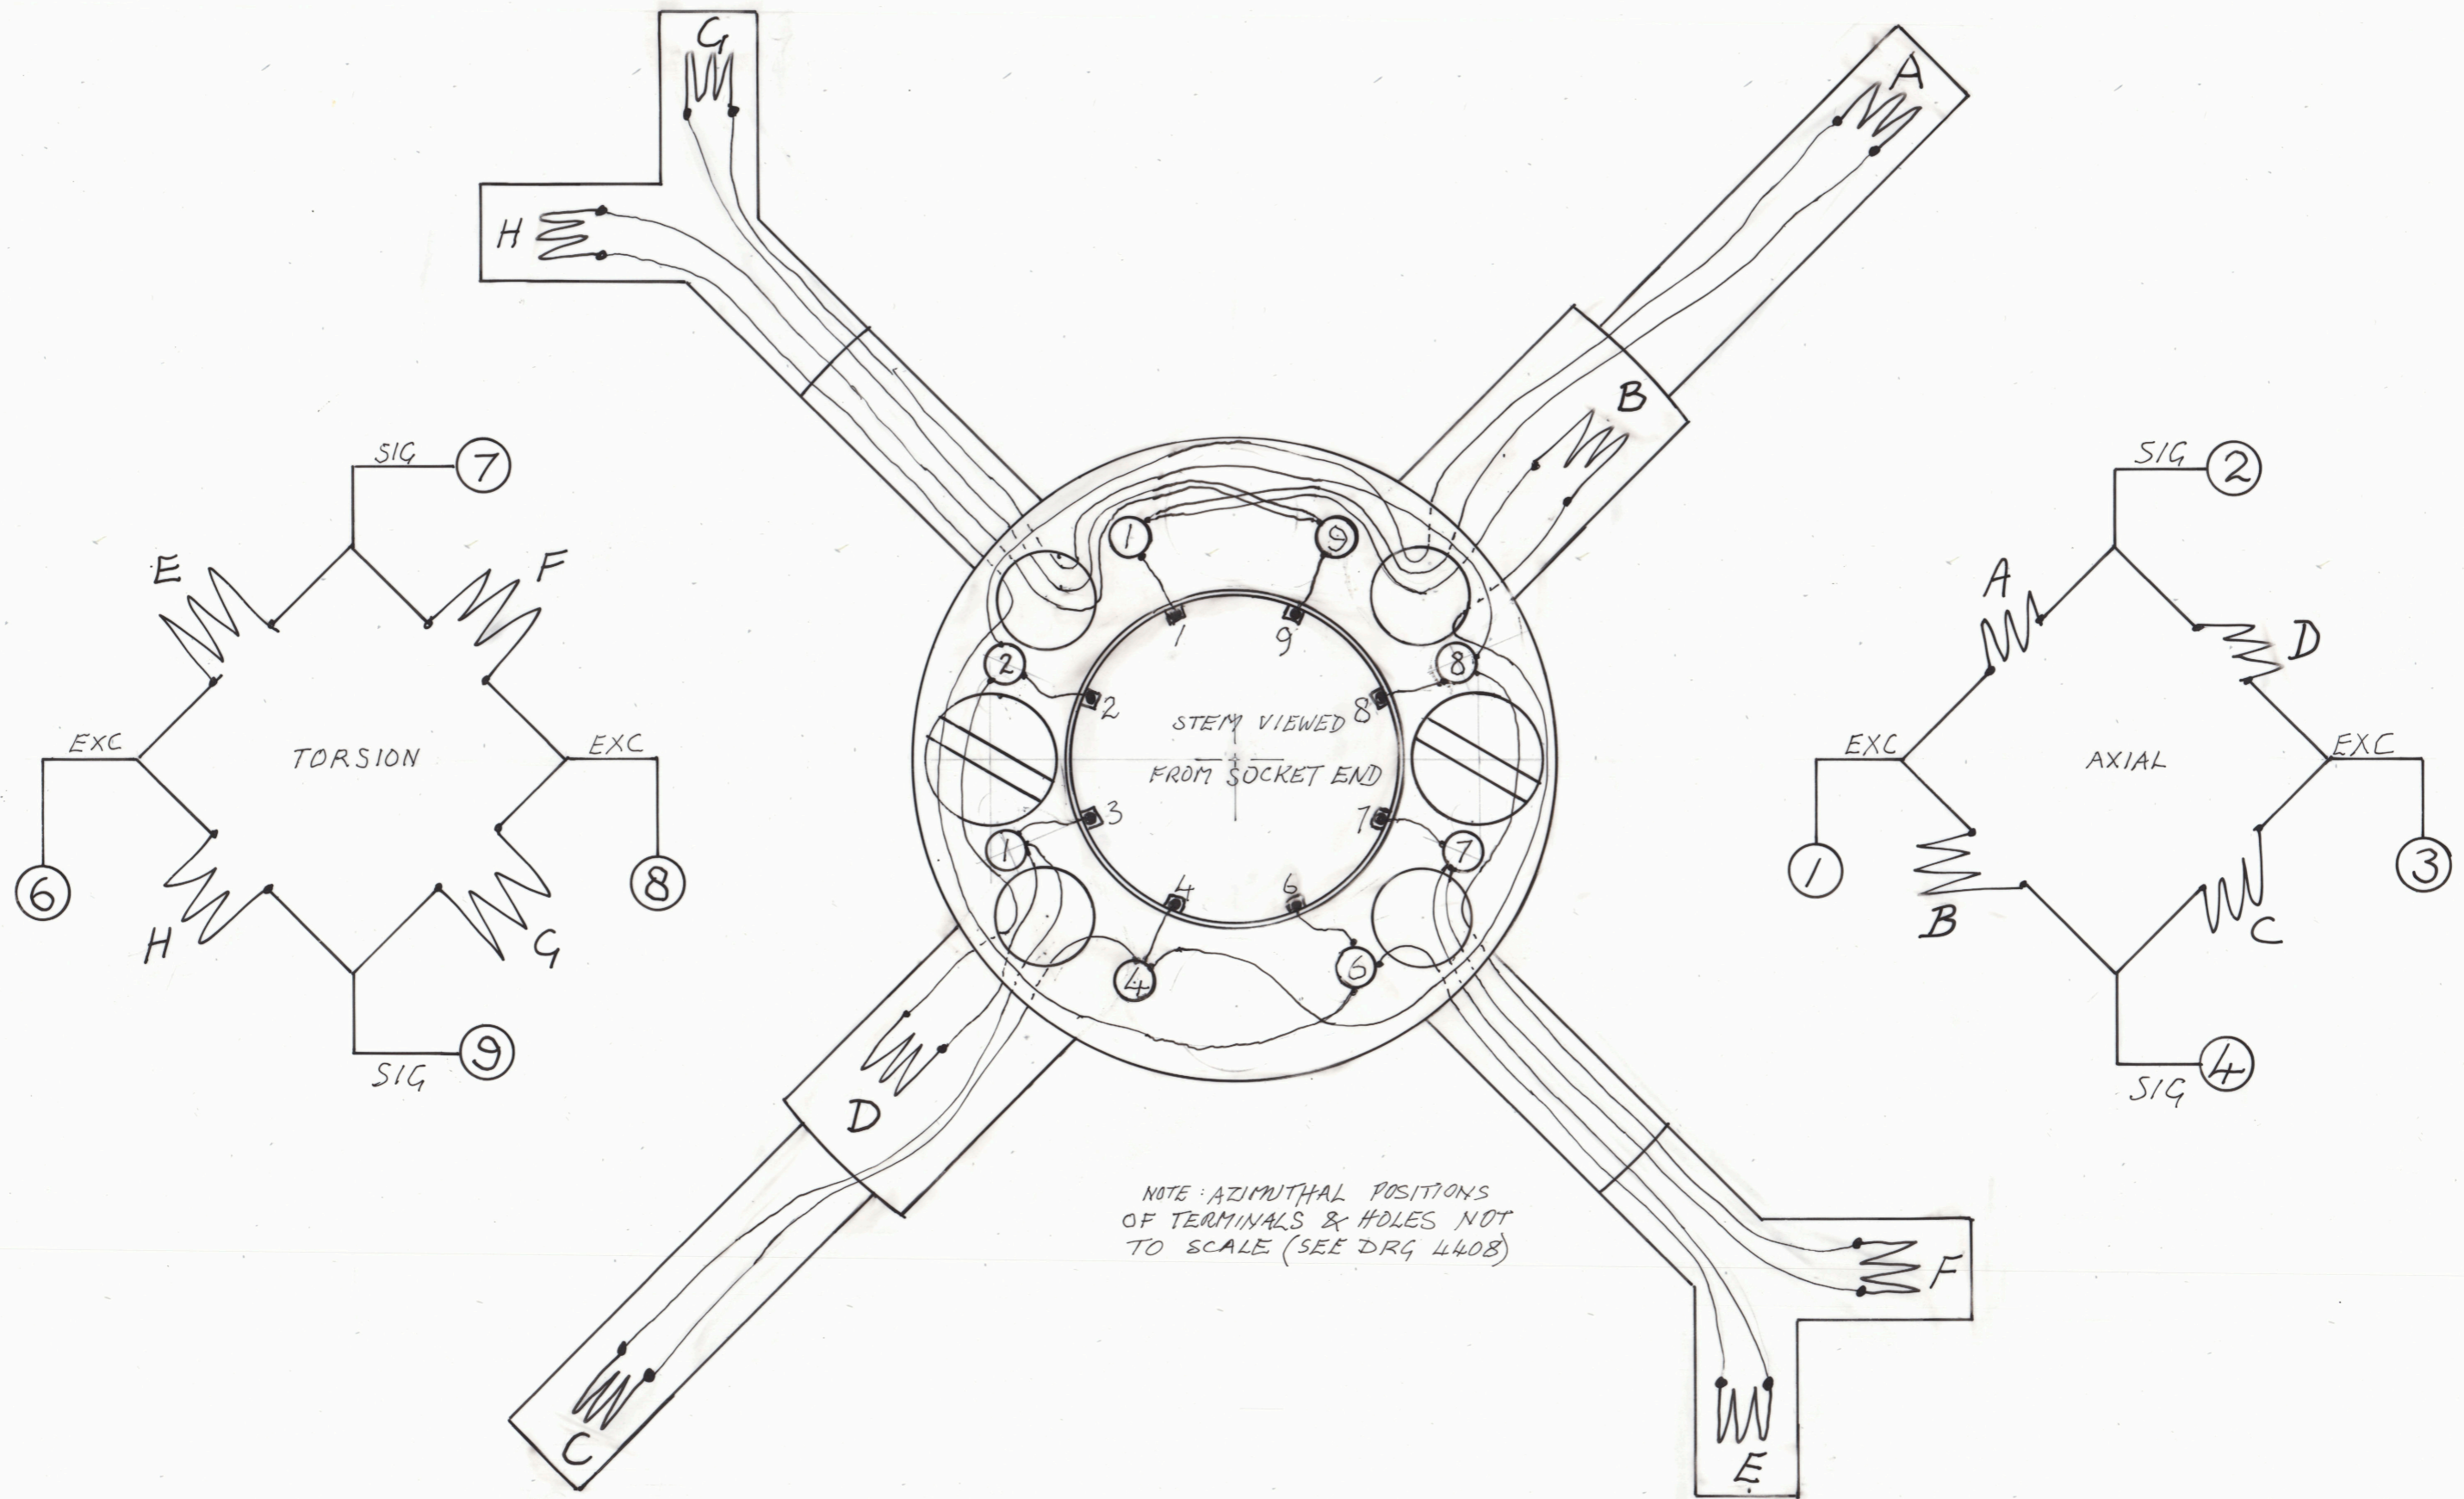 G
A
H
B
SIG 7
E
F
EXC
TORSION
EXC
6
8
H
G
9
SIG
1
9
2
8
1
7
4
6
1
9
2
8
3
7
4
6
STEM VIEWED
FROM SOCKET END
SIG 2
A
D
EXC
AXIAL
EXC
1
3
B
C
4
SIG
D
C
NOTE: AZIMUTHAL POSITIONS
OF TERMINALS & HOLES NOT
TO SCALE (SEE DRG 4408)
F
E